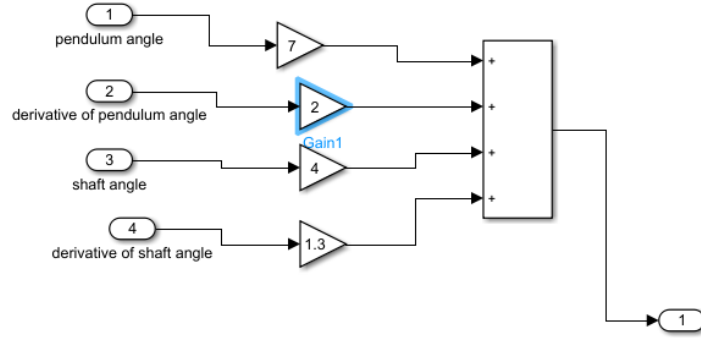 1
pendulum angle
7
+
2
derivative of pendulum angle
2
+
Gain1
3
shaft angle
4
+
4
derivative of shaft angle
1.3
+
1